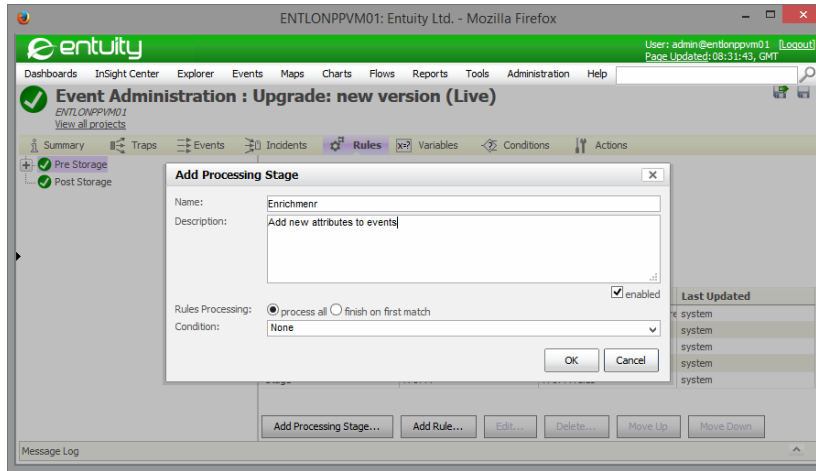 ENTLONPPVM01: Entuity Ltd. - Mozilla Firefox
entuity
User: admin@entlonppvm01 [Logout]
Page Updated: 08:31:43, GMT
Dashboards InSight Center Explorer Events Maps Charts Flows Reports Tools Administration Help
Event Administration : Upgrade: new version (Live)
ENTLONPPVM01
View all projects
Summary Traps Events Incidents Rules x=? Variables Conditions Actions
Pre Storage
Post Storage
Add Processing Stage
Name: Enrichmenr
Description: Add new attributes to events
enabled
Rules Processing: process all finish on first match
Condition: None
OK Cancel
Last Updated
system
system
system
system
system
Add Processing Stage... Add Rule... Edit... Delete... Move Up Move Down
Message Log